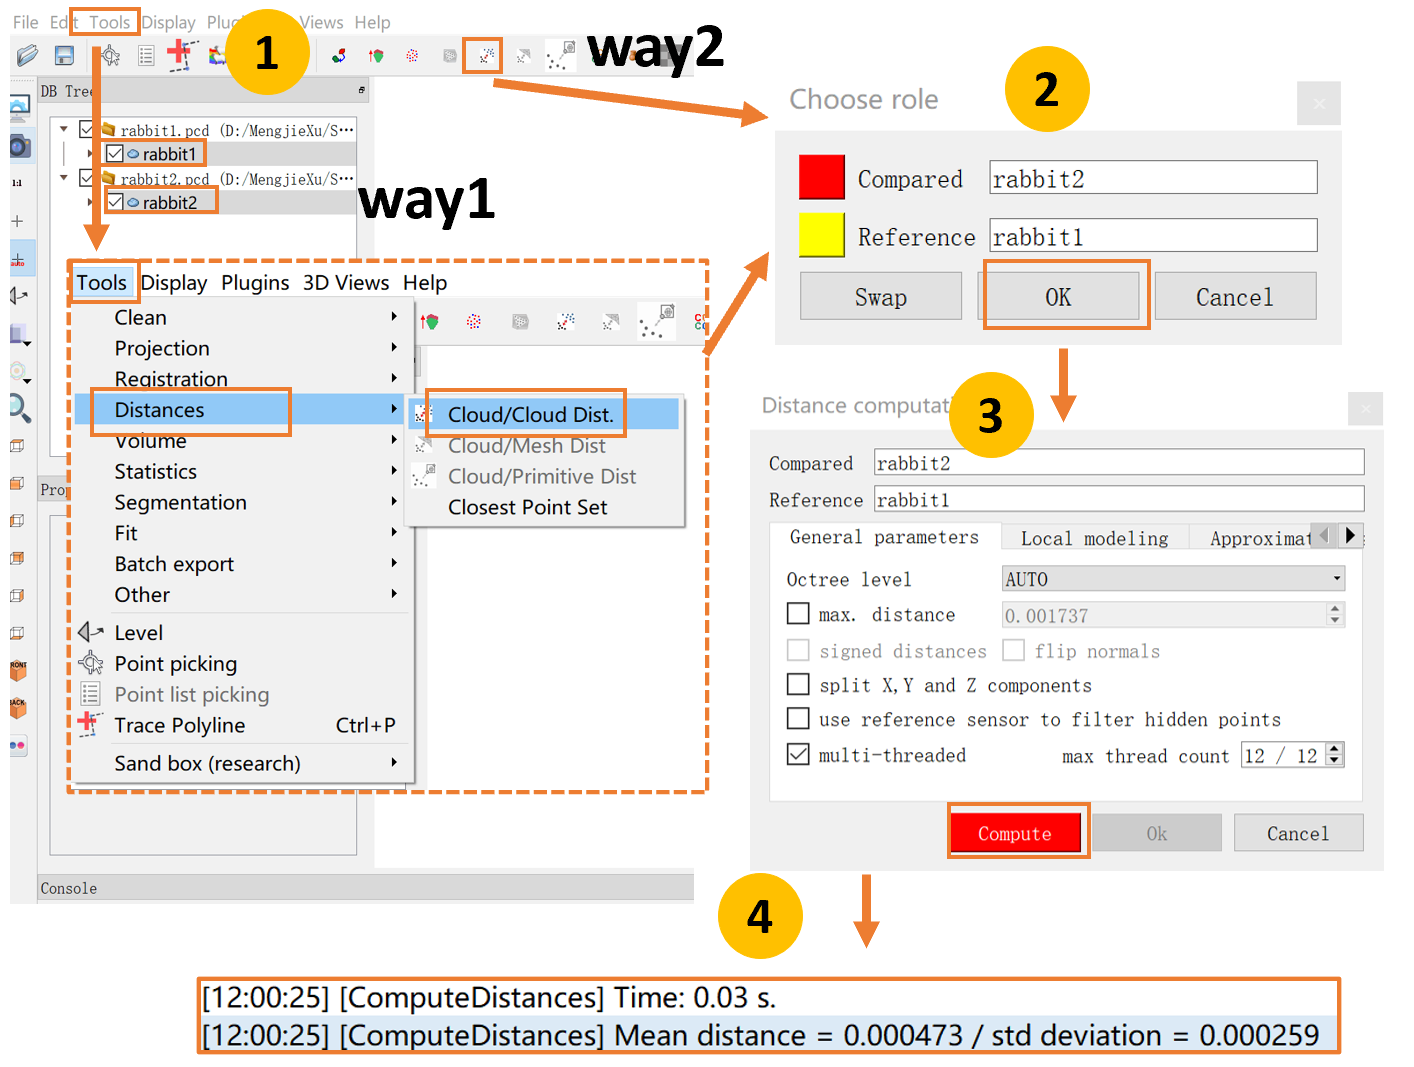 File Edit Tools Display Views Help
1
way2
DB Tree
rabbit1.pcd (D:/MengjieXu/S···
rabbit1
rabbit2.pcd (D:/MengjieXu/S···
rabbit2
1:1
auto
way1
Tools Display Plugins 3D Views Help
Clean
Projection
Registration
Distances
Volume
Statistics
Segmentation
Fit
Batch export
Other
Level
Point picking
Point list picking
Trace Polyline Ctrl+P
Sand box (research)
Cloud/Cloud Dist.
Cloud/Mesh Dist
Cloud/Primitive Dist
Closest Point Set
FRONT
BACK
Console
2
Choose role
Compared rabbit2
Reference rabbit1
Swap OK Cancel
3
Compared rabbit2
Reference rabbit1
General parameters Local modeling
Octree level AUTO
max. distance 0.001737
signed distances flip normals
split X,Y and Z components
use reference sensor to filter hidden points
multi-threaded max thread count 12 / 12
Compute Ok Cancel
4
[12:00:25] [ComputeDistances] Time: 0.03 s.
[12:00:25] [ComputeDistances] Mean distance = 0.000473 / std deviation = 0.000259